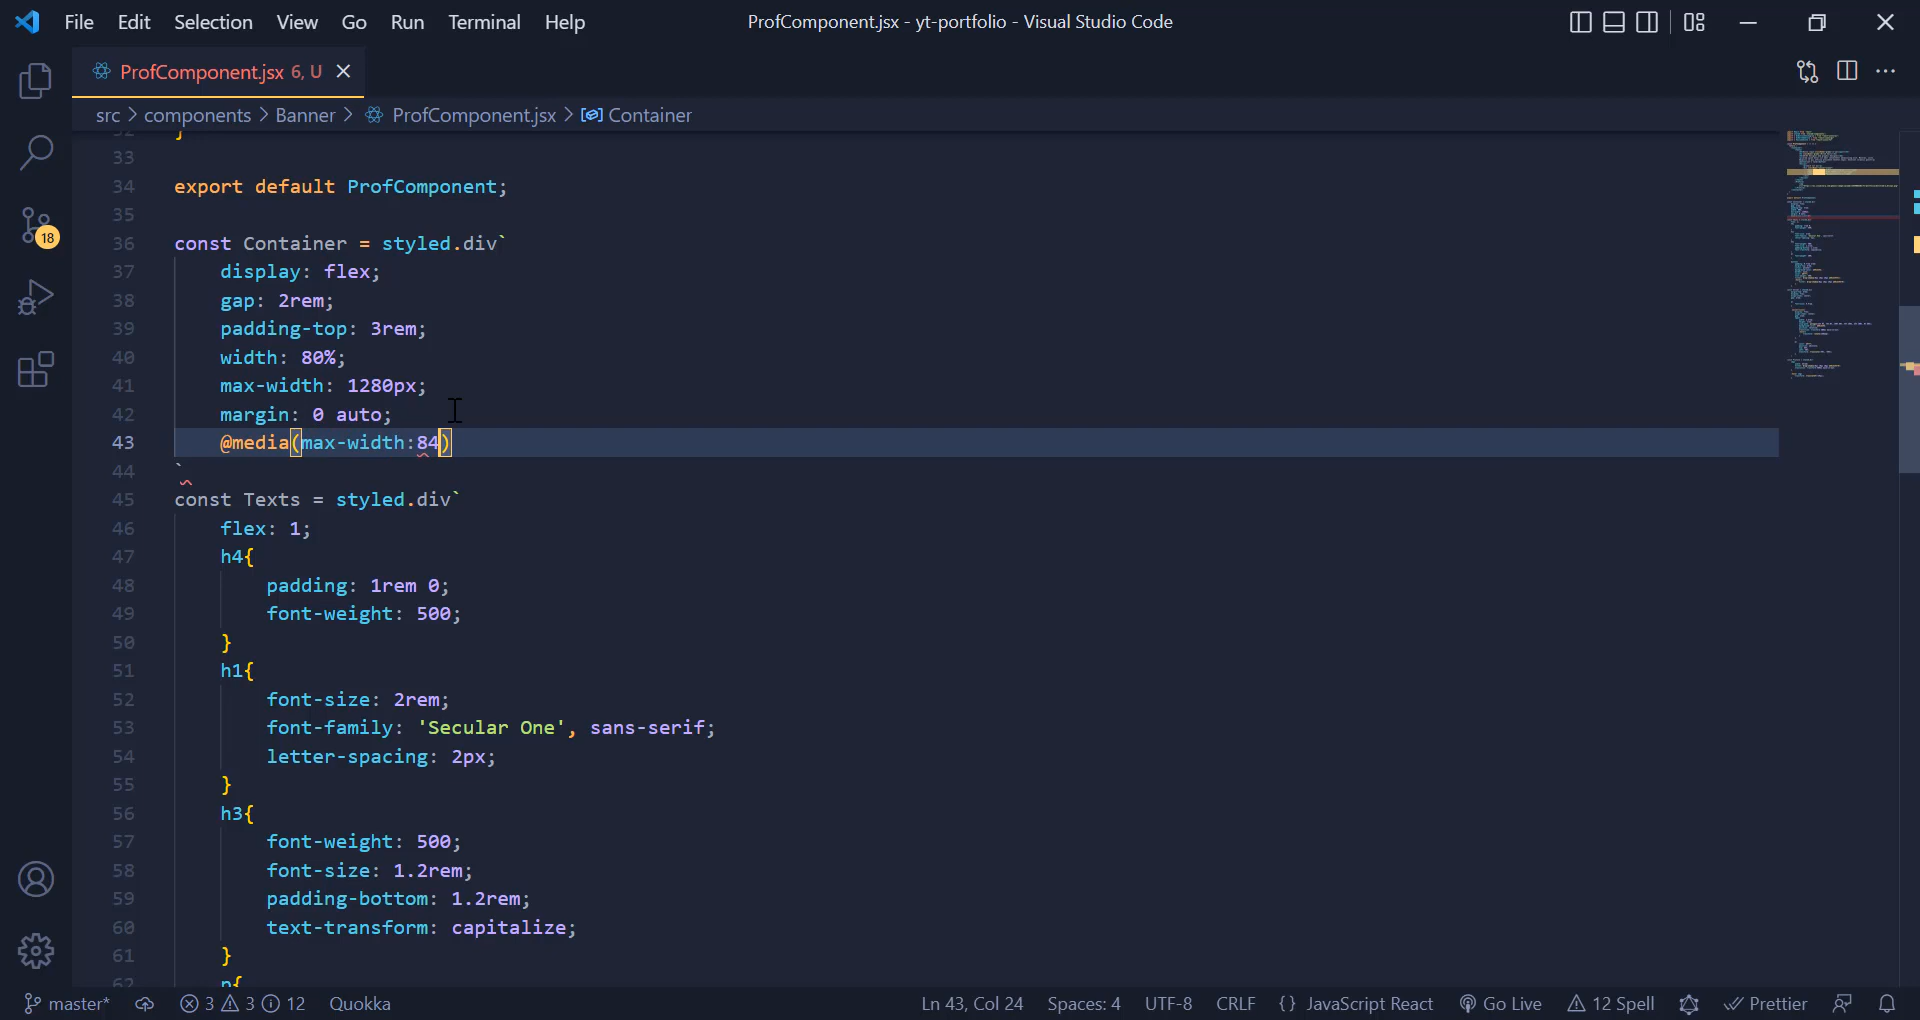 File Edit Selection View Go Run Terminal Help ProfComponent.jsx - yt-portfolio - Visual Studio Code
ProfComponent.jsx 6, U
src > components > Banner > ProfComponent.jsx > Container
18
32 }
33
34 export default ProfComponent;
35
36 const Container = styled.div`
37 display: flex;
38 gap: 2rem;
39 padding-top: 3rem;
40 width: 80%;
41 max-width: 1280px;
42 margin: 0 auto;
43 @media(max-width:84)
44 `
45 const Texts = styled.div`
46 flex: 1;
47 h4{
48 padding: 1rem 0;
49 font-weight: 500;
50 }
51 h1{
52 font-size: 2rem;
53 font-family: 'Secular One', sans-serif;
54 letter-spacing: 2px;
55 }
56 h3{
57 font-weight: 500;
58 font-size: 1.2rem;
59 padding-bottom: 1.2rem;
60 text-transform: capitalize;
61 }
62 p{
master* 3 3 12 Quokka Ln 43, Col 24 Spaces: 4 UTF-8 CRLF {} JavaScript React Go Live 12 Spell Prettier